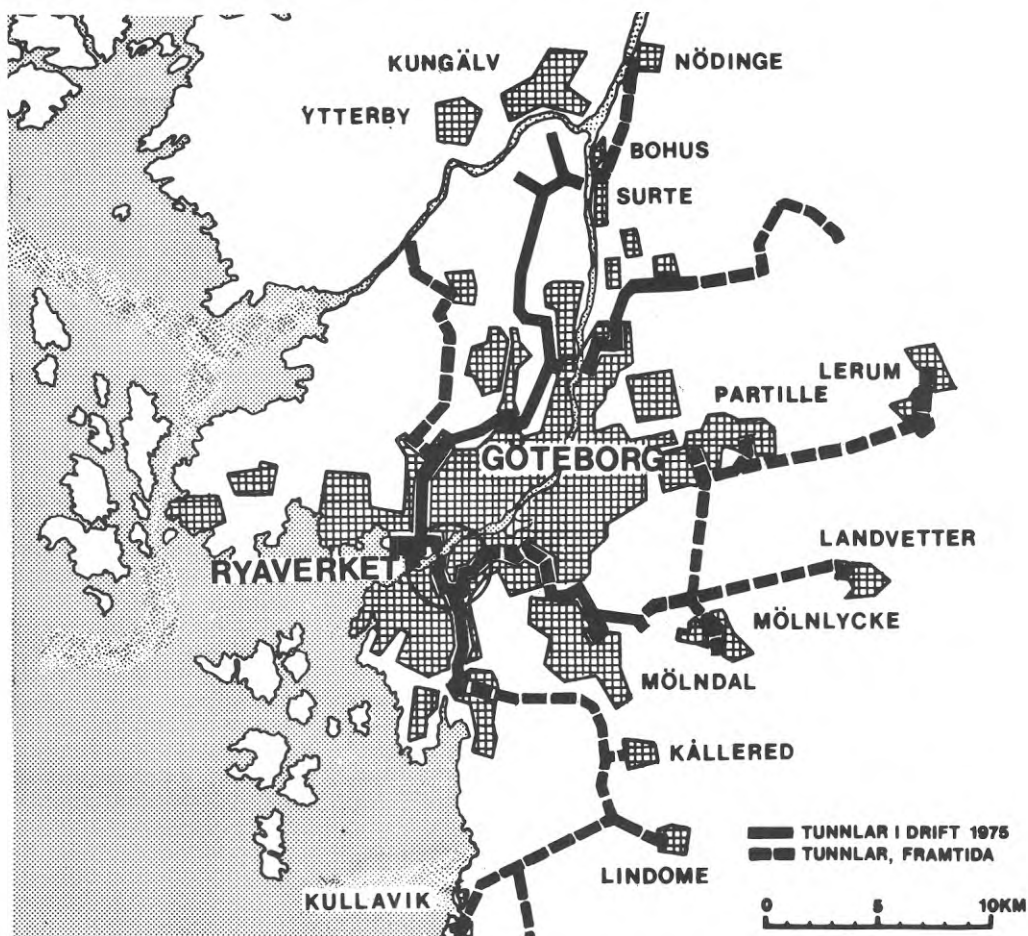 KUNGÄLV
NÖDINGE
YTTERBY
BOHUS
SURTE
LERUM
PARTILLE
GÖTEBORG
LANDVETTER
RYAVERKET
MÖLNLYCKE
MÖLNDAL
KÅLLERED
TUNNLAR I DRIFT 1975
TUNNLAR, FRAMTIDA
LINDOME
KULLAVIK
0 5 10KM